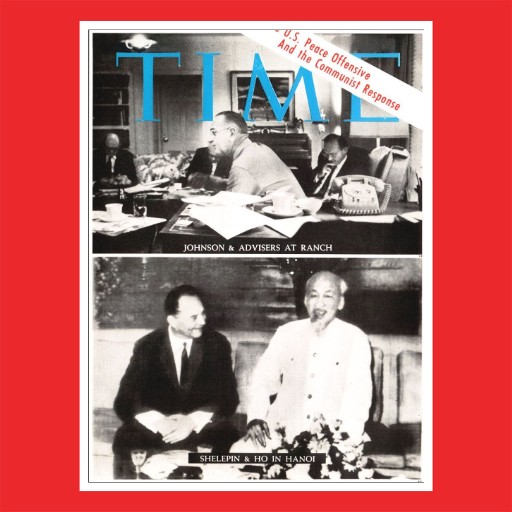 U.S. Peace Offensive
And the Communist Response
TIME
JOHNSON & ADVISERS AT RANCH
SHELEPIN & HO IN HANOI